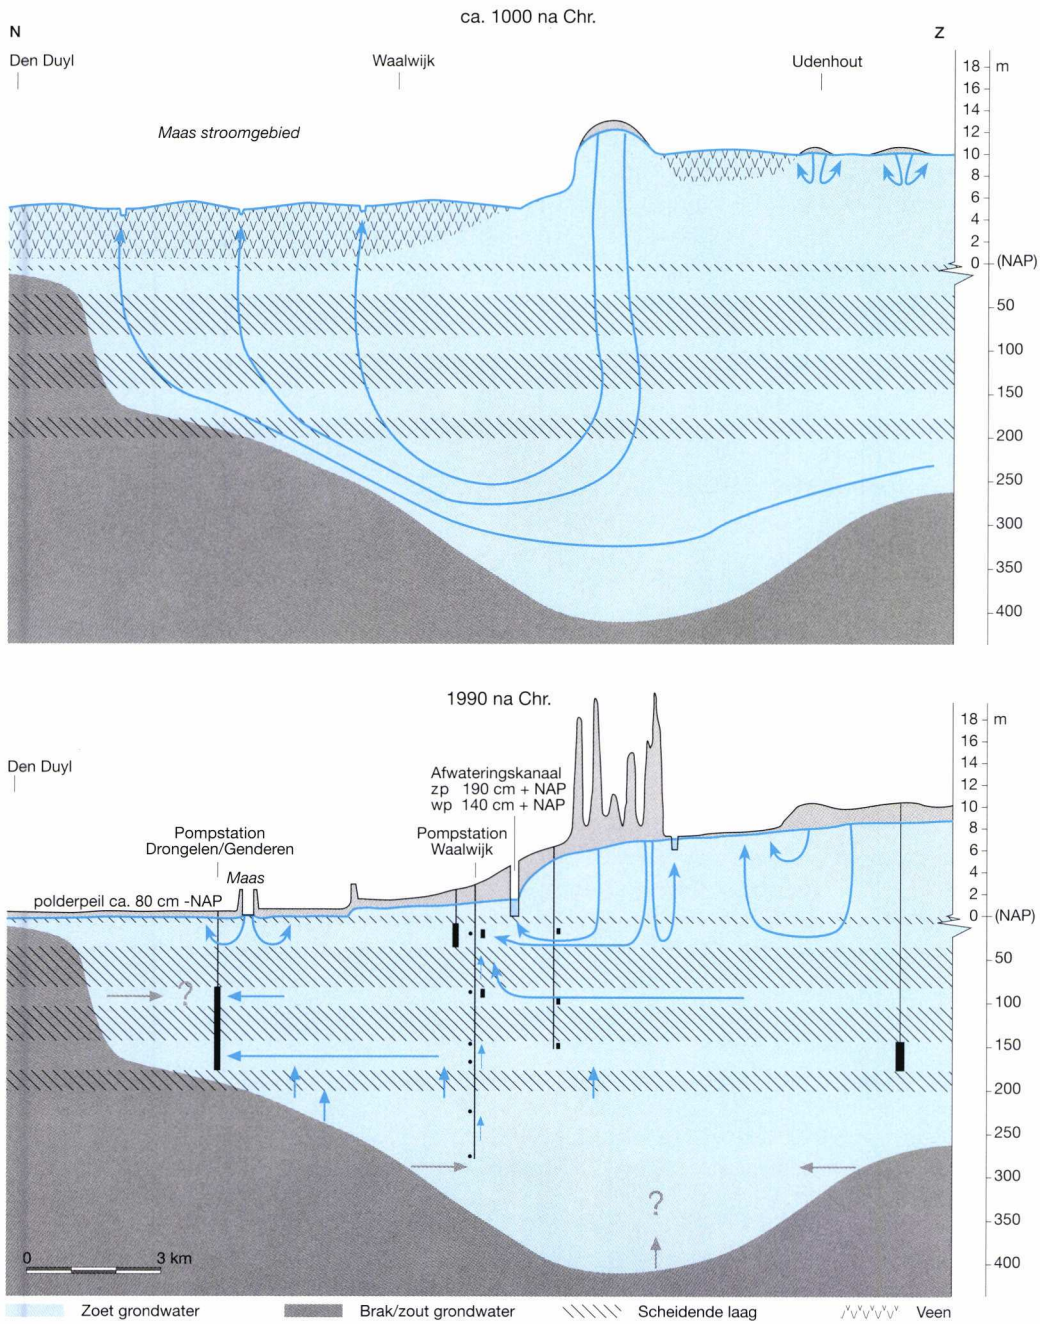 ca. 1000 na Chr.
N
Z
Den Duyl
Waalwijk
Udenhout
Maas stroomgebied
18 m
16
14
12
10
8
6
4
2
0 (NAP)
50
100
150
200
250
300
350
400
1990 na Chr.
Den Duyl
Afwateringskanaal
zp 190 cm + NAP
wp 140 cm + NAP
Pompstation
Drongelen/Genderen
Pompstation
Waalwijk
Maas
polderpeil ca. 80 cm -NAP
18 m
16
14
12
10
8
6
4
2
0 (NAP)
50
100
150
200
250
300
350
400
?
?
0 3 km
Zoet grondwater
Brak/zout grondwater
Scheidende laag
Veen